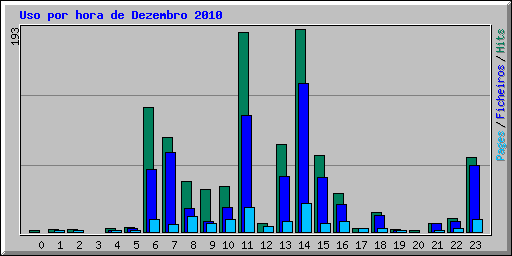 Uso por hora de Dezembro 2010
193
Pages / Ficheiros / Hits
0 1 2 3 4 5 6 7 8 9 10 11 12 13 14 15 16 17 18 19 20 21 22 23